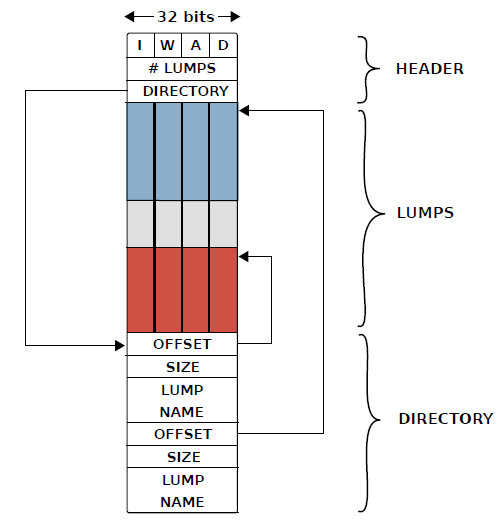 32 bits
I W A D
# LUMPS
DIRECTORY
HEADER
LUMPS
OFFSET
SIZE
LUMP
NAME
OFFSET
SIZE
LUMP
NAME
DIRECTORY